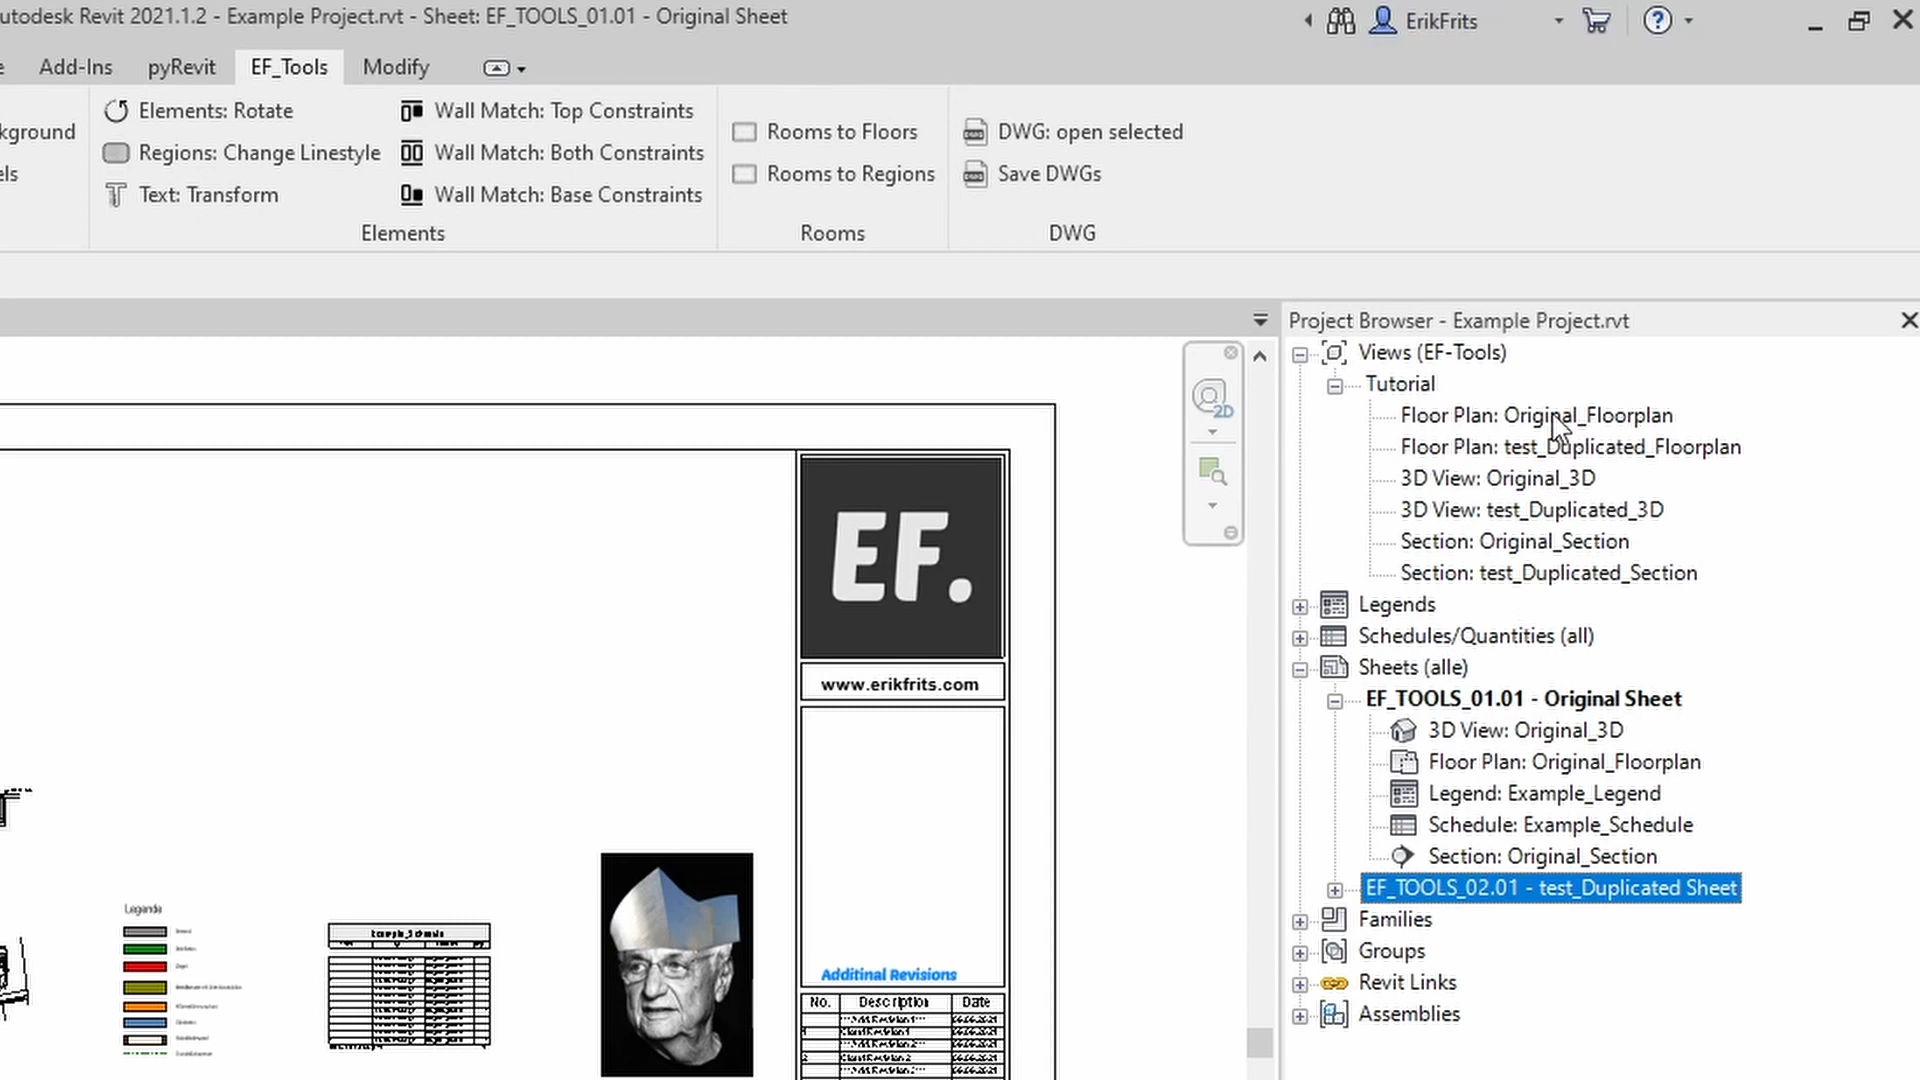 utodesk Revit 2021.1.2 - Example Project.rvt - Sheet: EF_TOOLS_01.01 - Original Sheet
ErikFrits
e Add-Ins pyRevit EF_Tools Modify
kground
els
Elements: Rotate
Regions: Change Linestyle
Text: Transform
Wall Match: Top Constraints
Wall Match: Both Constraints
Wall Match: Base Constraints
Elements
Rooms to Floors
Rooms to Regions
Rooms
DWG: open selected
Save DWGs
DWG
2D
EF.
www.erikfrits.com
Additinal Revisions
No. Description Date
Legende
Project Browser - Example Project.rvt
Views (EF-Tools)
Tutorial
Floor Plan: Original_Floorplan
Floor Plan: test_Duplicated_Floorplan
3D View: Original_3D
3D View: test_Duplicated_3D
Section: Original_Section
Section: test_Duplicated_Section
Legends
Schedules/Quantities (all)
Sheets (alle)
EF_TOOLS_01.01 - Original Sheet
3D View: Original_3D
Floor Plan: Original_Floorplan
Legend: Example_Legend
Schedule: Example_Schedule
Section: Original_Section
EF_TOOLS_02.01 - test_Duplicated Sheet
Families
Groups
Revit Links
Assemblies